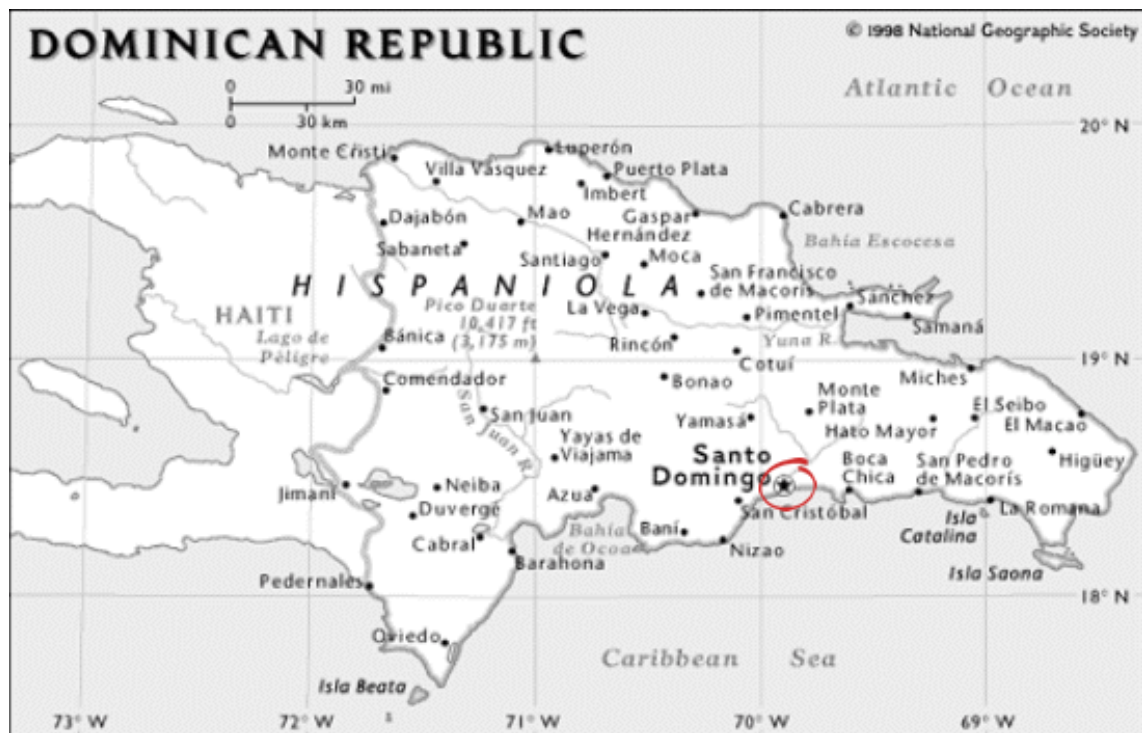 DOMINICAN REPUBLIC
© 1998 National Geographic Society
0 30 mi
0 30 km
Atlantic Ocean
20° N
Monte Cristi
Luperón
Villa Vásquez
Puerto Plata
Imbert
Dajabón
Mao
Gaspar
Hernández
Cabrera
Sabaneta
Santiago
Moca
Bahía Escocesa
HISPANIOLA
San Francisco
de Macorís
HAITI
Pico Duarte
10,417 ft
(3,175 m)
La Vega
Pimentel
Sánchez
Samaná
Lago de
Péligre
Bánica
Rincón
Yuna R.
Cotuí
19° N
Comendador
Bonao
Miches
San Juan
San Juan R.
Yamasá
Monte
Plata
Hato Mayor
El Seibo
El Macao
Yayas de
Viajama
Santo
Domingo
Boca
Chica
San Pedro
de Macorís
Higüey
Jimaní
Neiba
Azua
San Cristóbal
La Romana
Duvergé
Cabral
Bahía
de Ocoa
Baní
Nizao
Isla
Catalina
Barahona
Isla Saona
Pedernales
18° N
Oviedo
Caribbean Sea
Isla Beata
73° W
72° W
71° W
70° W
69° W